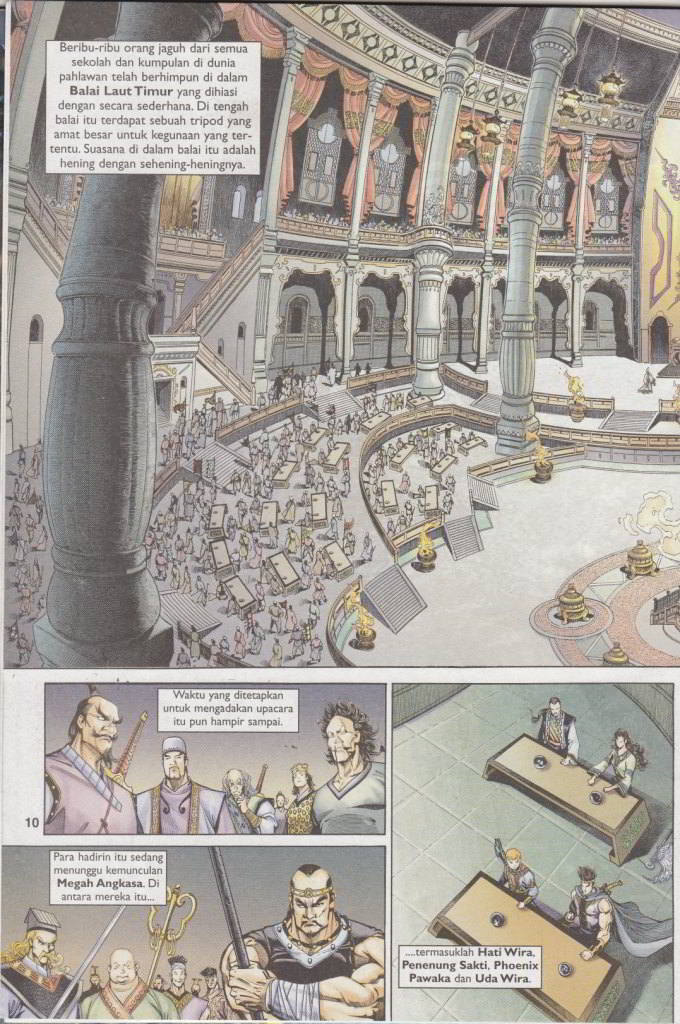 Beribu-ribu orang jaguh dari semua
sekolah dan kumpulan di dunia
pahlawan telah berhimpun di dalam
Balai Laut Timur yang dihiasi
dengan secara sederhana. Di tengah
balai itu terdapat sebuah tripod yang
amat besar untuk kegunaan yang ter-
tentu. Suasana di dalam balai itu adalah
hening dengan sehening-heningnya.
Waktu yang ditetapkan
untuk mengadakan upacara
itu pun hampir sampai.
10
Para hadirin itu sedang
menunggu kemunculan
Megah Angkasa. Di
antara mereka itu...
....termasuklah Hati Wira,
Penenung Sakti, Phoenix
Pawaka dan Uda Wira.